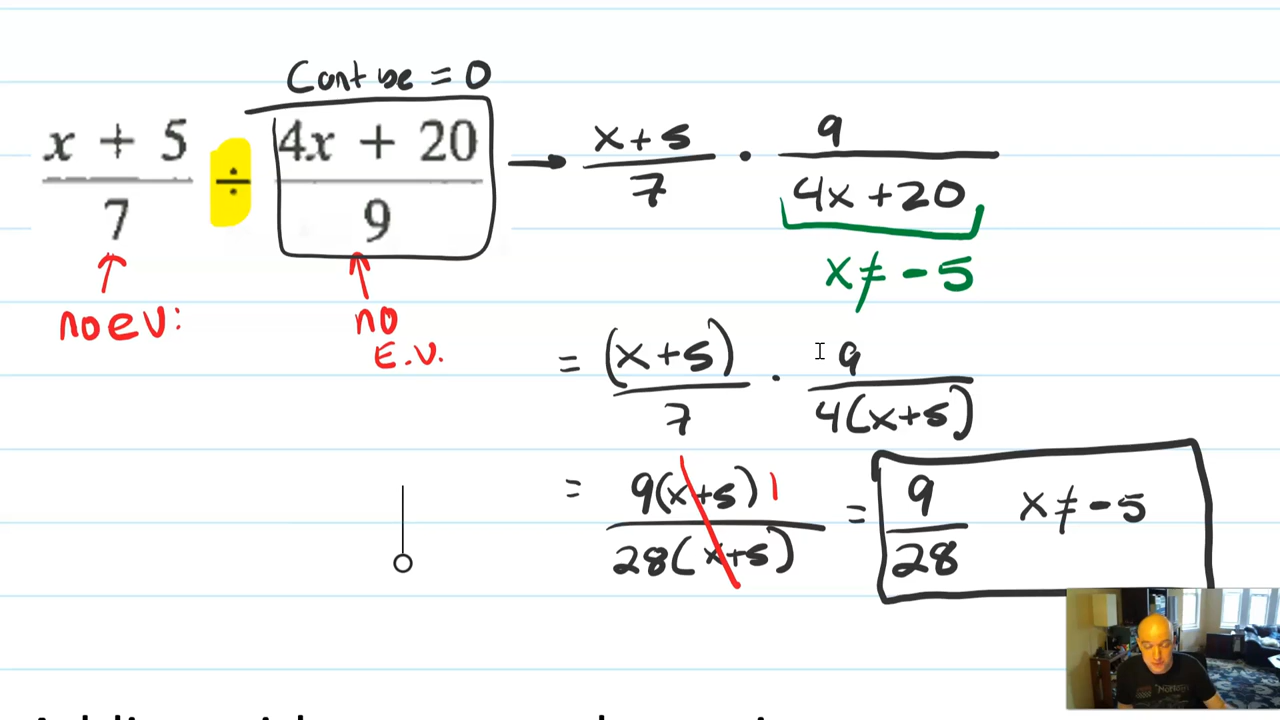 Cant be = 0
x + 5 / 7 ÷ 4x + 20 / 9 → x+5 / 7 · 9 / 4x+20
x ≠ -5
no ev:
no
E.V.
= (x+5) / 7 · 9 / 4(x+5)
= 9(x+5) 1 / 28(x+5) = 9 / 28 x ≠ -5